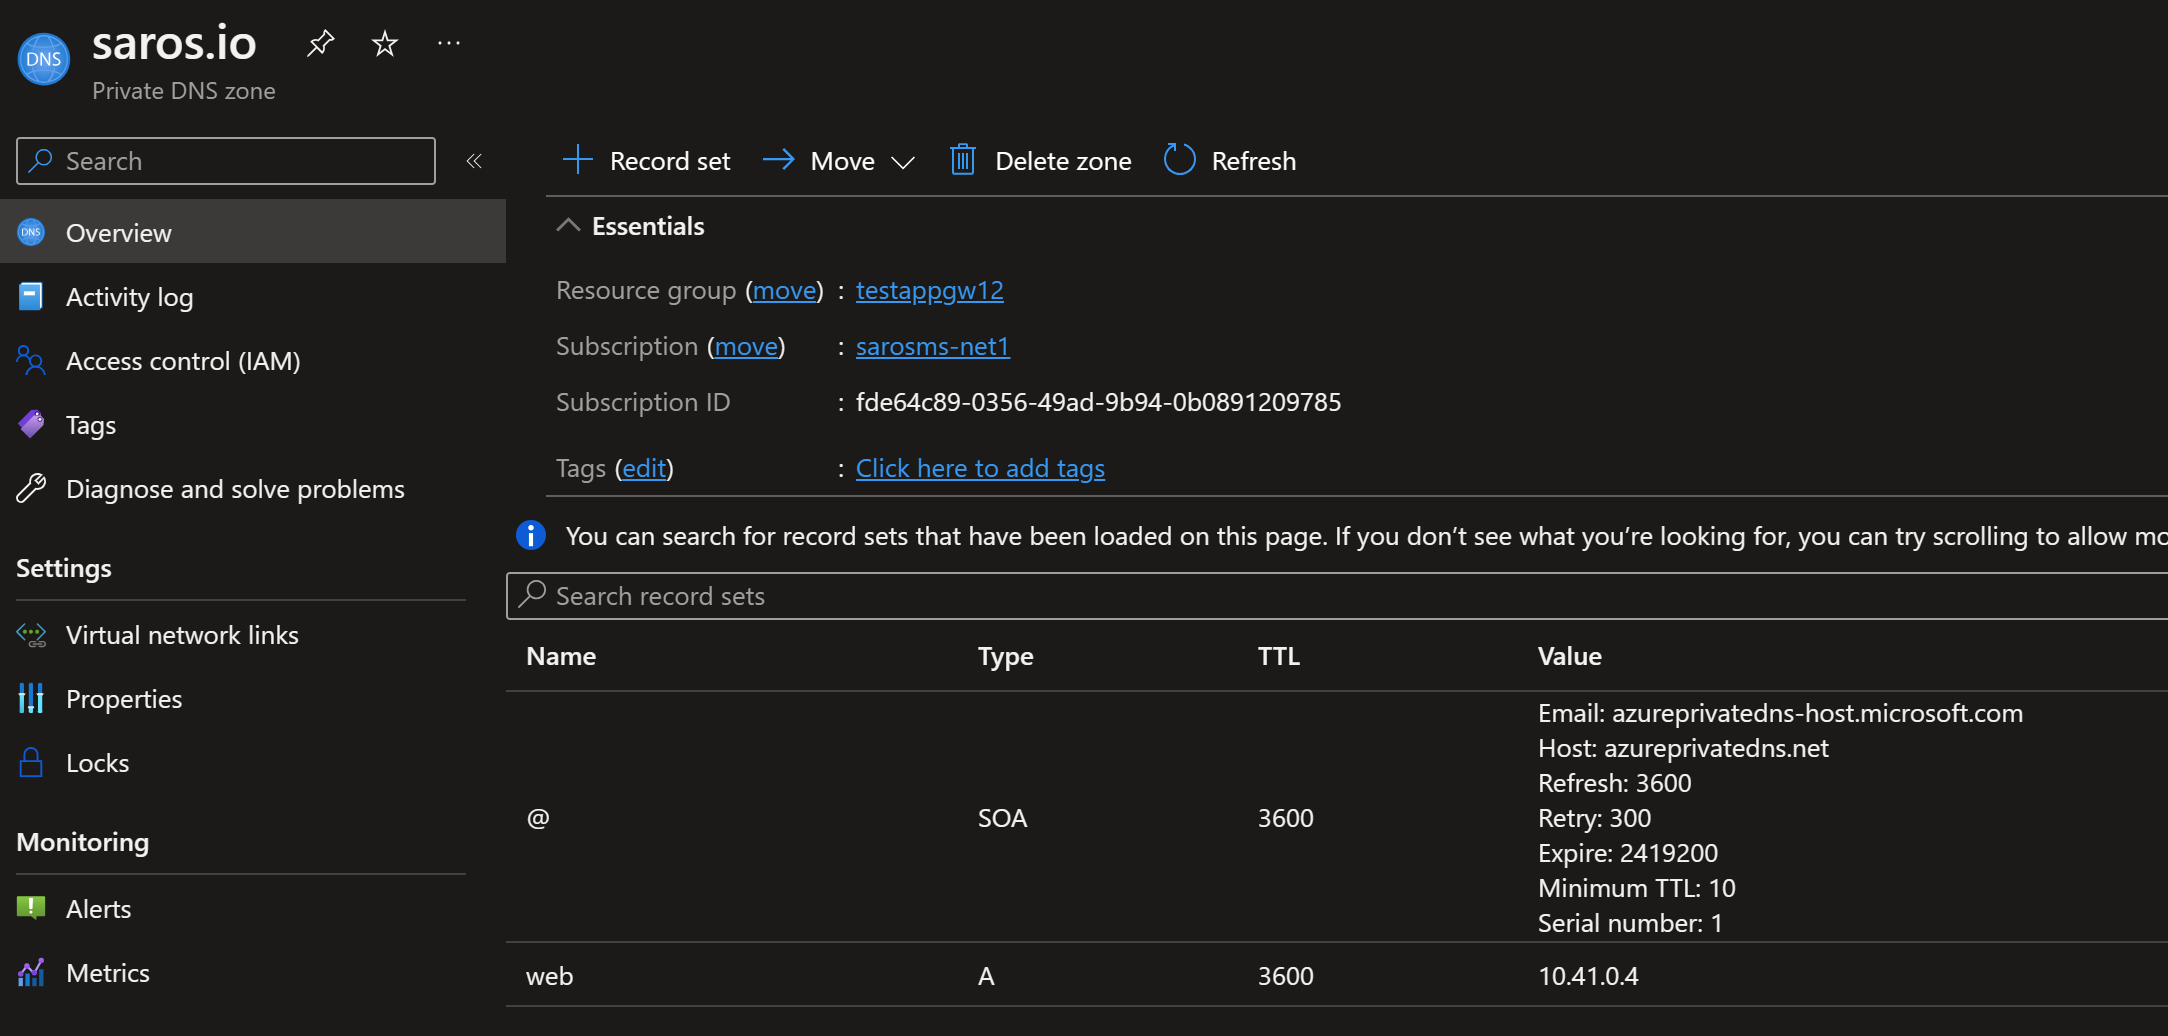 DNS
saros.io
Private DNS zone
Search
Record set
Move
Delete zone
Refresh
DNS
Overview
Activity log
Access control (IAM)
Tags
Diagnose and solve problems
Settings
Virtual network links
Properties
Locks
Monitoring
Alerts
Metrics
Essentials
Resource group (move) : testappgw12
Subscription (move) : sarosms-net1
Subscription ID : fde64c89-0356-49ad-9b94-0b0891209785
Tags (edit) : Click here to add tags
You can search for record sets that have been loaded on this page. If you don’t see what you’re looking for, you can try scrolling to allow mo
Search record sets
Name Type TTL Value
@ SOA 3600
Email: azureprivatedns-host.microsoft.com
Host: azureprivatedns.net
Refresh: 3600
Retry: 300
Expire: 2419200
Minimum TTL: 10
Serial number: 1
web A 3600 10.41.0.4